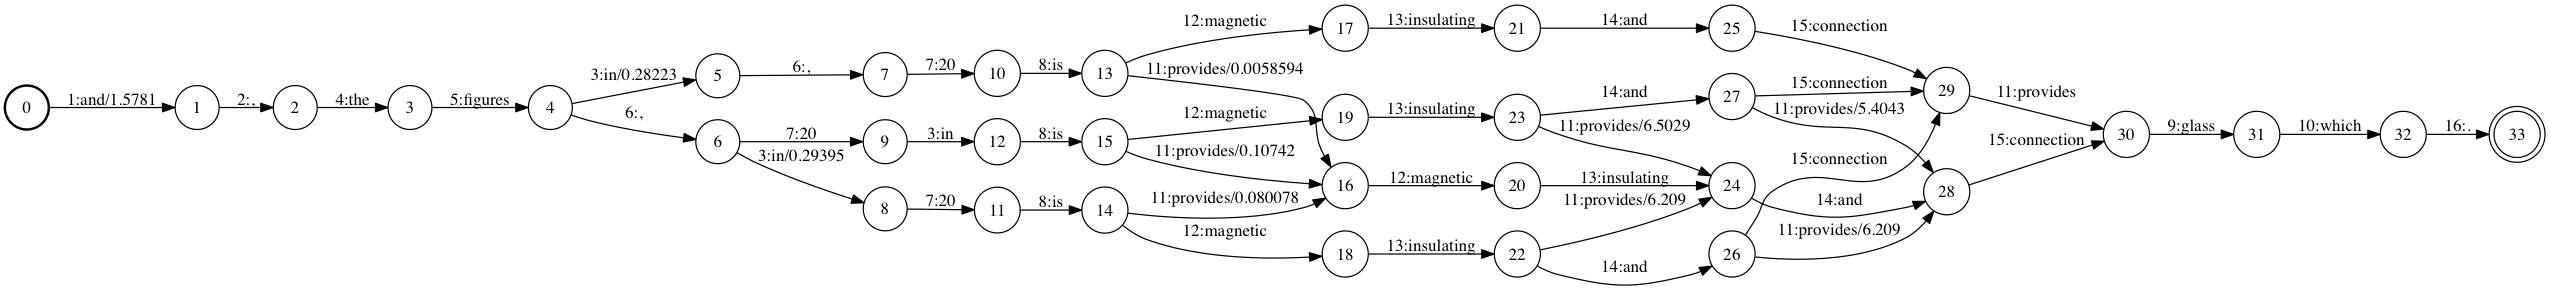 0 1:and/1.5781 1 2:, 2 4:the 3 5:figures 4
3:in/0.28223 5 6:, 7 7:20 10 8:is 13
6:, 6 7:20 9 3:in 12 8:is 15
3:in/0.29395 8 7:20 11 8:is 14
12:magnetic 17 13:insulating 21 14:and 25 15:connection
11:provides/0.0058594
12:magnetic 19 13:insulating 23 14:and 27 15:connection 29 11:provides
11:provides/6.5029 11:provides/5.4043
11:provides/0.10742 16 12:magnetic 20 13:insulating 24 14:and 28 15:connection
11:provides/0.080078
12:magnetic 18 13:insulating 22 11:provides/6.209
14:and 26 15:connection
11:provides/6.209
30 9:glass 31 10:which 32 16:. 33